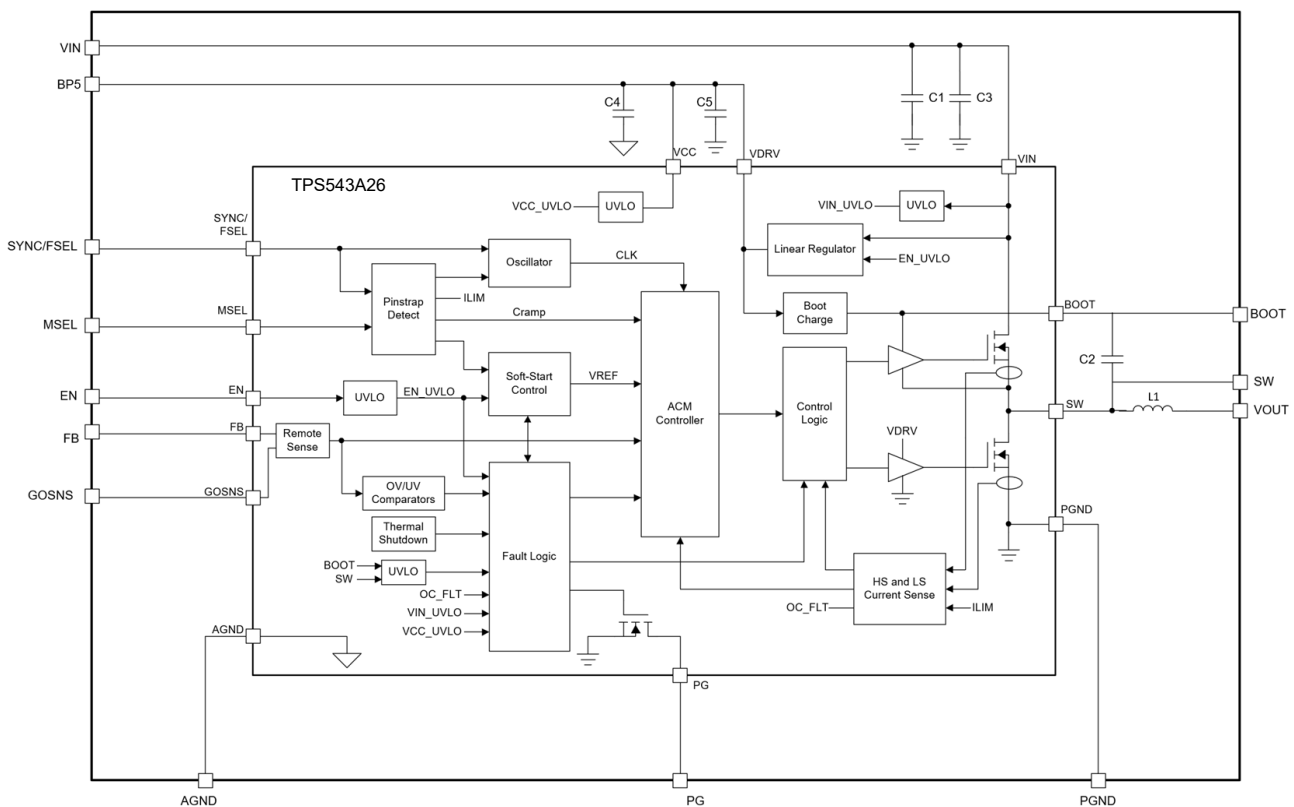 VIN
BP5
C4
C5
C1
C3
VCC
VDRV
VIN
TPS543A26
VCC_UVLO
UVLO
VIN_UVLO
UVLO
SYNC/FSEL
SYNC/
FSEL
Oscillator
CLK
Linear Regulator
EN_UVLO
Pinstrap
Detect
ILIM
Cramp
MSEL
MSEL
Boot
Charge
BOOT
BOOT
C2
Soft-Start
Control
VREF
ACM
Controller
Control
Logic
EN
EN
UVLO
EN_UVLO
SW
SW
L1
VOUT
FB
FB
Remote
Sense
VDRV
GOSNS
GOSNS
OV/UV
Comparators
Thermal
Shutdown
Fault Logic
PGND
BOOT
SW
UVLO
OC_FLT
VIN_UVLO
VCC_UVLO
HS and LS
Current Sense
OC_FLT
ILIM
AGND
PG
AGND
PG
PGND